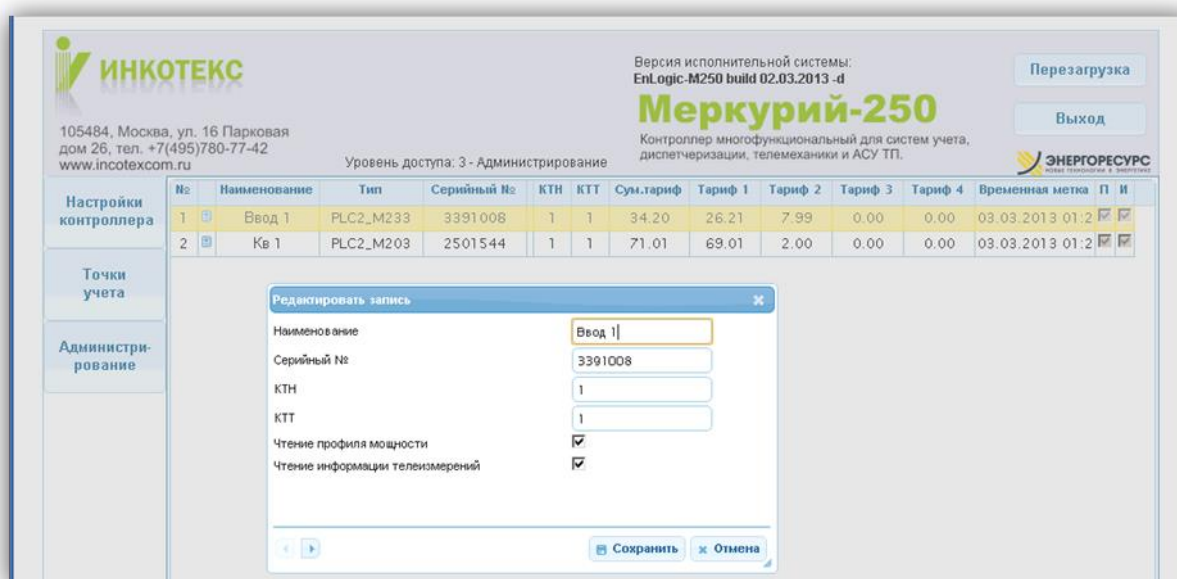 ИНКОТЕКС
105484, Москва, ул. 16 Парковая
дом 26, тел. +7(495)780-77-42
www.incotexcom.ru
Уровень доступа: 3 - Администрирование
Версия исполнительной системы:
EnLogic-M250 build 02.03.2013 -d
Меркурий-250
Контроллер многофункциональный для систем учета,
диспетчеризации, телемеханики и АСУ ТП.
Перезагрузка
Выход
ЭНЕРГОРЕСУРС
НОВЫЕ ТЕХНОЛОГИИ В ЭНЕРГЕТИКЕ
Настройки
контроллера
Точки
учета
Администри-
рование
№ Наименование Тип Серийный № КТН КТТ Сум.тариф Тариф 1 Тариф 2 Тариф 3 Тариф 4 Временная метка П И
1 Ввод 1 PLC2_M233 3391008 1 1 34.20 26.21 7.99 0.00 0.00 03.03.2013 01:2
2 Кв 1 PLC2_M203 2501544 1 1 71.01 69.01 2.00 0.00 0.00 03.03.2013 01:2
Редактировать запись
Наименование Ввод 1
Серийный № 3391008
КТН 1
КТТ 1
Чтение профиля мощности
Чтение информации телеизмерений
Сохранить Отмена